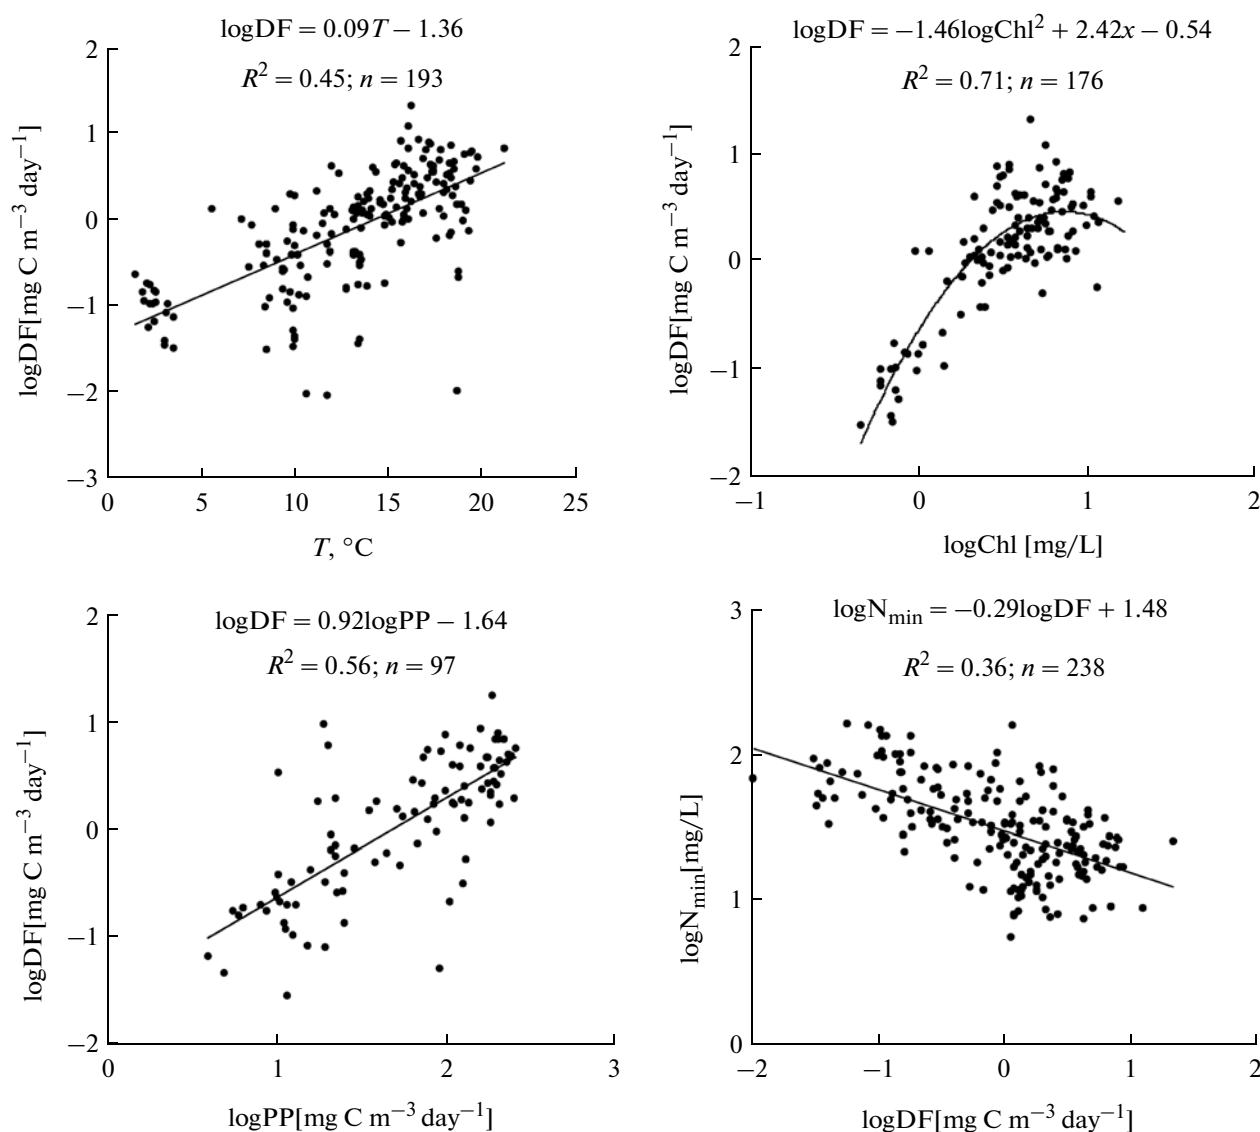 logDF = 0.09T − 1.36
R² = 0.45; n = 193
logDF[mg C m⁻³ day⁻¹]
2
1
0
−1
−2
−3
0 5 10 15 20 25
T, °C
logDF = −1.46logChl² + 2.42x − 0.54
R² = 0.71; n = 176
logDF[mg C m⁻³ day⁻¹]
2
1
0
−1
−2
−1 0 1 2
logChl [mg/L]
logDF = 0.92logPP − 1.64
R² = 0.56; n = 97
logDF[mg C m⁻³ day⁻¹]
2
1
0
−1
−2
0 1 2 3
logPP[mg C m⁻³ day⁻¹]
logNmin = −0.29logDF + 1.48
R² = 0.36; n = 238
logNmin[mg/L]
3
2
1
0
−2 −1 0 1 2
logDF[mg C m⁻³ day⁻¹]